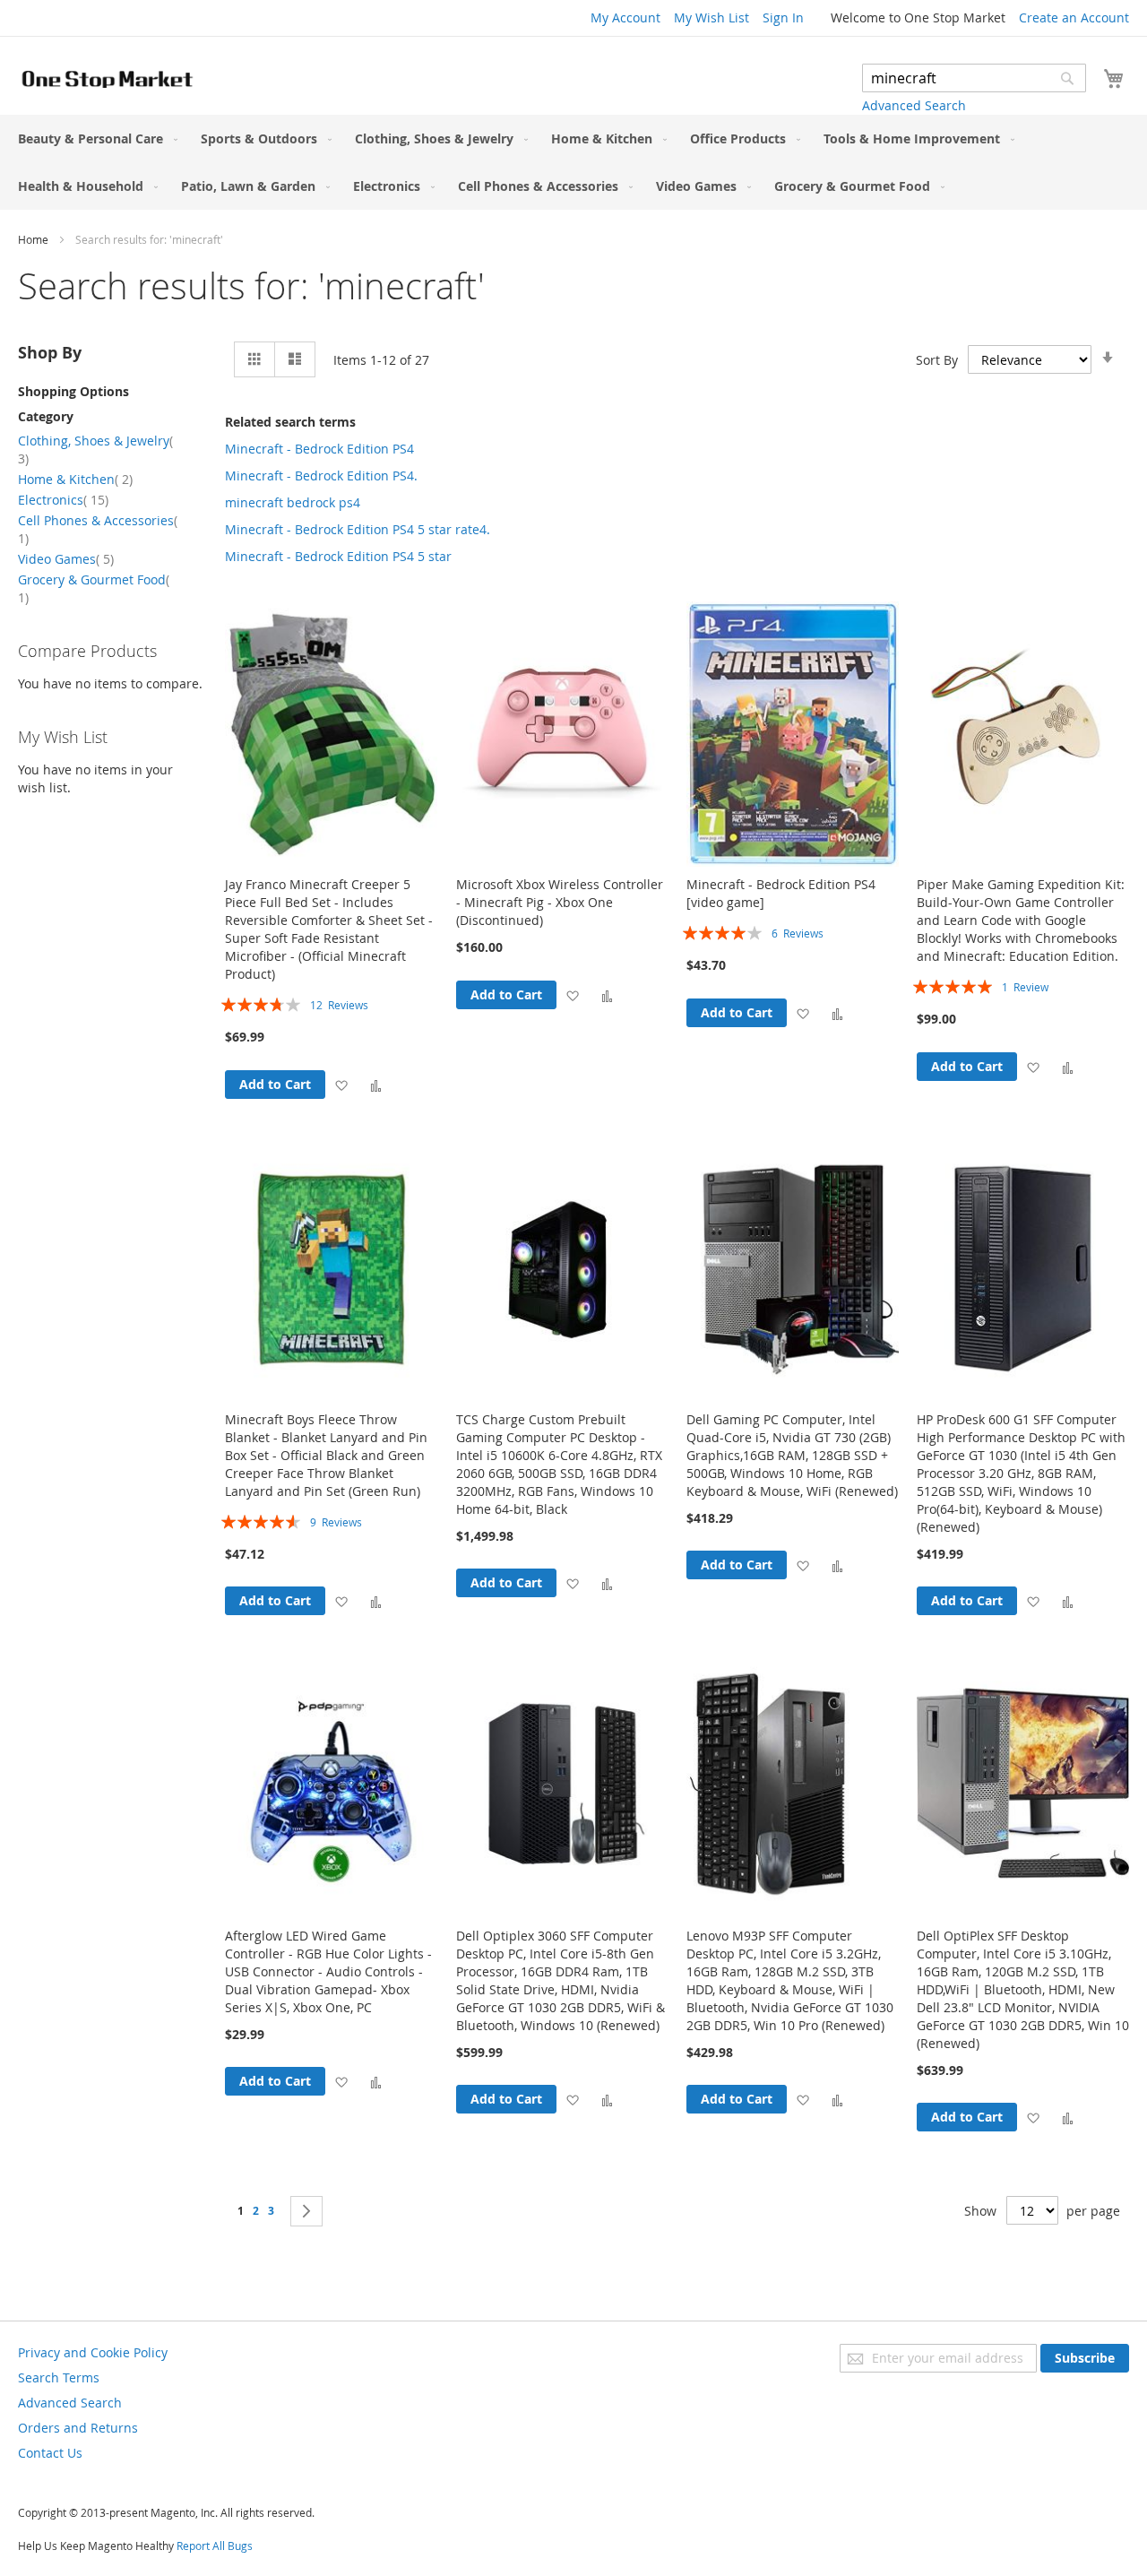 My Account My Wish List Sign In Welcome to One Stop Market Create an Account
One Stop Market
minecraft
Advanced Search
Beauty & Personal Care Sports & Outdoors Clothing, Shoes & Jewelry Home & Kitchen Office Products Tools & Home Improvement
Health & Household Patio, Lawn & Garden Electronics Cell Phones & Accessories Video Games Grocery & Gourmet Food
Home Search results for: 'minecraft'
Search results for: 'minecraft'
Shop By
Shopping Options
Category
Clothing, Shoes & Jewelry(
3)
Home & Kitchen( 2)
Electronics( 15)
Cell Phones & Accessories(
1)
Video Games( 5)
Grocery & Gourmet Food(
1)
Compare Products
You have no items to compare.
My Wish List
You have no items in your
wish list.
Items 1-12 of 27
Sort By Relevance
Related search terms
Minecraft - Bedrock Edition PS4
Minecraft - Bedrock Edition PS4.
minecraft bedrock ps4
Minecraft - Bedrock Edition PS4 5 star rate4.
Minecraft - Bedrock Edition PS4 5 star
Jay Franco Minecraft Creeper 5
Piece Full Bed Set - Includes
Reversible Comforter & Sheet Set -
Super Soft Fade Resistant
Microfiber - (Official Minecraft
Product)
12 Reviews
$69.99
Add to Cart
Microsoft Xbox Wireless Controller
- Minecraft Pig - Xbox One
(Discontinued)
$160.00
Add to Cart
PS4
MINECRAFT
7
MOJANG
Minecraft - Bedrock Edition PS4
[video game]
6 Reviews
$43.70
Add to Cart
Piper Make Gaming Expedition Kit:
Build-Your-Own Game Controller
and Learn Code with Google
Blockly! Works with Chromebooks
and Minecraft: Education Edition.
1 Review
$99.00
Add to Cart
MINECRAFT
Minecraft Boys Fleece Throw
Blanket - Blanket Lanyard and Pin
Box Set - Official Black and Green
Creeper Face Throw Blanket
Lanyard and Pin Set (Green Run)
9 Reviews
$47.12
Add to Cart
TCS Charge Custom Prebuilt
Gaming Computer PC Desktop -
Intel i5 10600K 6-Core 4.8GHz, RTX
2060 6GB, 500GB SSD, 16GB DDR4
3200MHz, RGB Fans, Windows 10
Home 64-bit, Black
$1,499.98
Add to Cart
Dell Gaming PC Computer, Intel
Quad-Core i5, Nvidia GT 730 (2GB)
Graphics,16GB RAM, 128GB SSD +
500GB, Windows 10 Home, RGB
Keyboard & Mouse, WiFi (Renewed)
$418.29
Add to Cart
HP ProDesk 600 G1 SFF Computer
High Performance Desktop PC with
GeForce GT 1030 (Intel i5 4th Gen
Processor 3.20 GHz, 8GB RAM,
512GB SSD, WiFi, Windows 10
Pro(64-bit), Keyboard & Mouse)
(Renewed)
$419.99
Add to Cart
pdpgaming
XBOX
Afterglow LED Wired Game
Controller - RGB Hue Color Lights -
USB Connector - Audio Controls -
Dual Vibration Gamepad- Xbox
Series X|S, Xbox One, PC
$29.99
Add to Cart
Dell Optiplex 3060 SFF Computer
Desktop PC, Intel Core i5-8th Gen
Processor, 16GB DDR4 Ram, 1TB
Solid State Drive, HDMI, Nvidia
GeForce GT 1030 2GB DDR5, WiFi &
Bluetooth, Windows 10 (Renewed)
$599.99
Add to Cart
Lenovo M93P SFF Computer
Desktop PC, Intel Core i5 3.2GHz,
16GB Ram, 128GB M.2 SSD, 3TB
HDD, Keyboard & Mouse, WiFi |
Bluetooth, Nvidia GeForce GT 1030
2GB DDR5, Win 10 Pro (Renewed)
$429.98
Add to Cart
Dell OptiPlex SFF Desktop
Computer, Intel Core i5 3.10GHz,
16GB Ram, 120GB M.2 SSD, 1TB
HDD,WiFi | Bluetooth, HDMI, New
Dell 23.8" LCD Monitor, NVIDIA
GeForce GT 1030 2GB DDR5, Win 10
(Renewed)
$639.99
Add to Cart
1 2 3
Show 12 per page
Privacy and Cookie Policy
Search Terms
Advanced Search
Orders and Returns
Contact Us
Enter your email address Subscribe
Copyright © 2013-present Magento, Inc. All rights reserved.
Help Us Keep Magento Healthy Report All Bugs